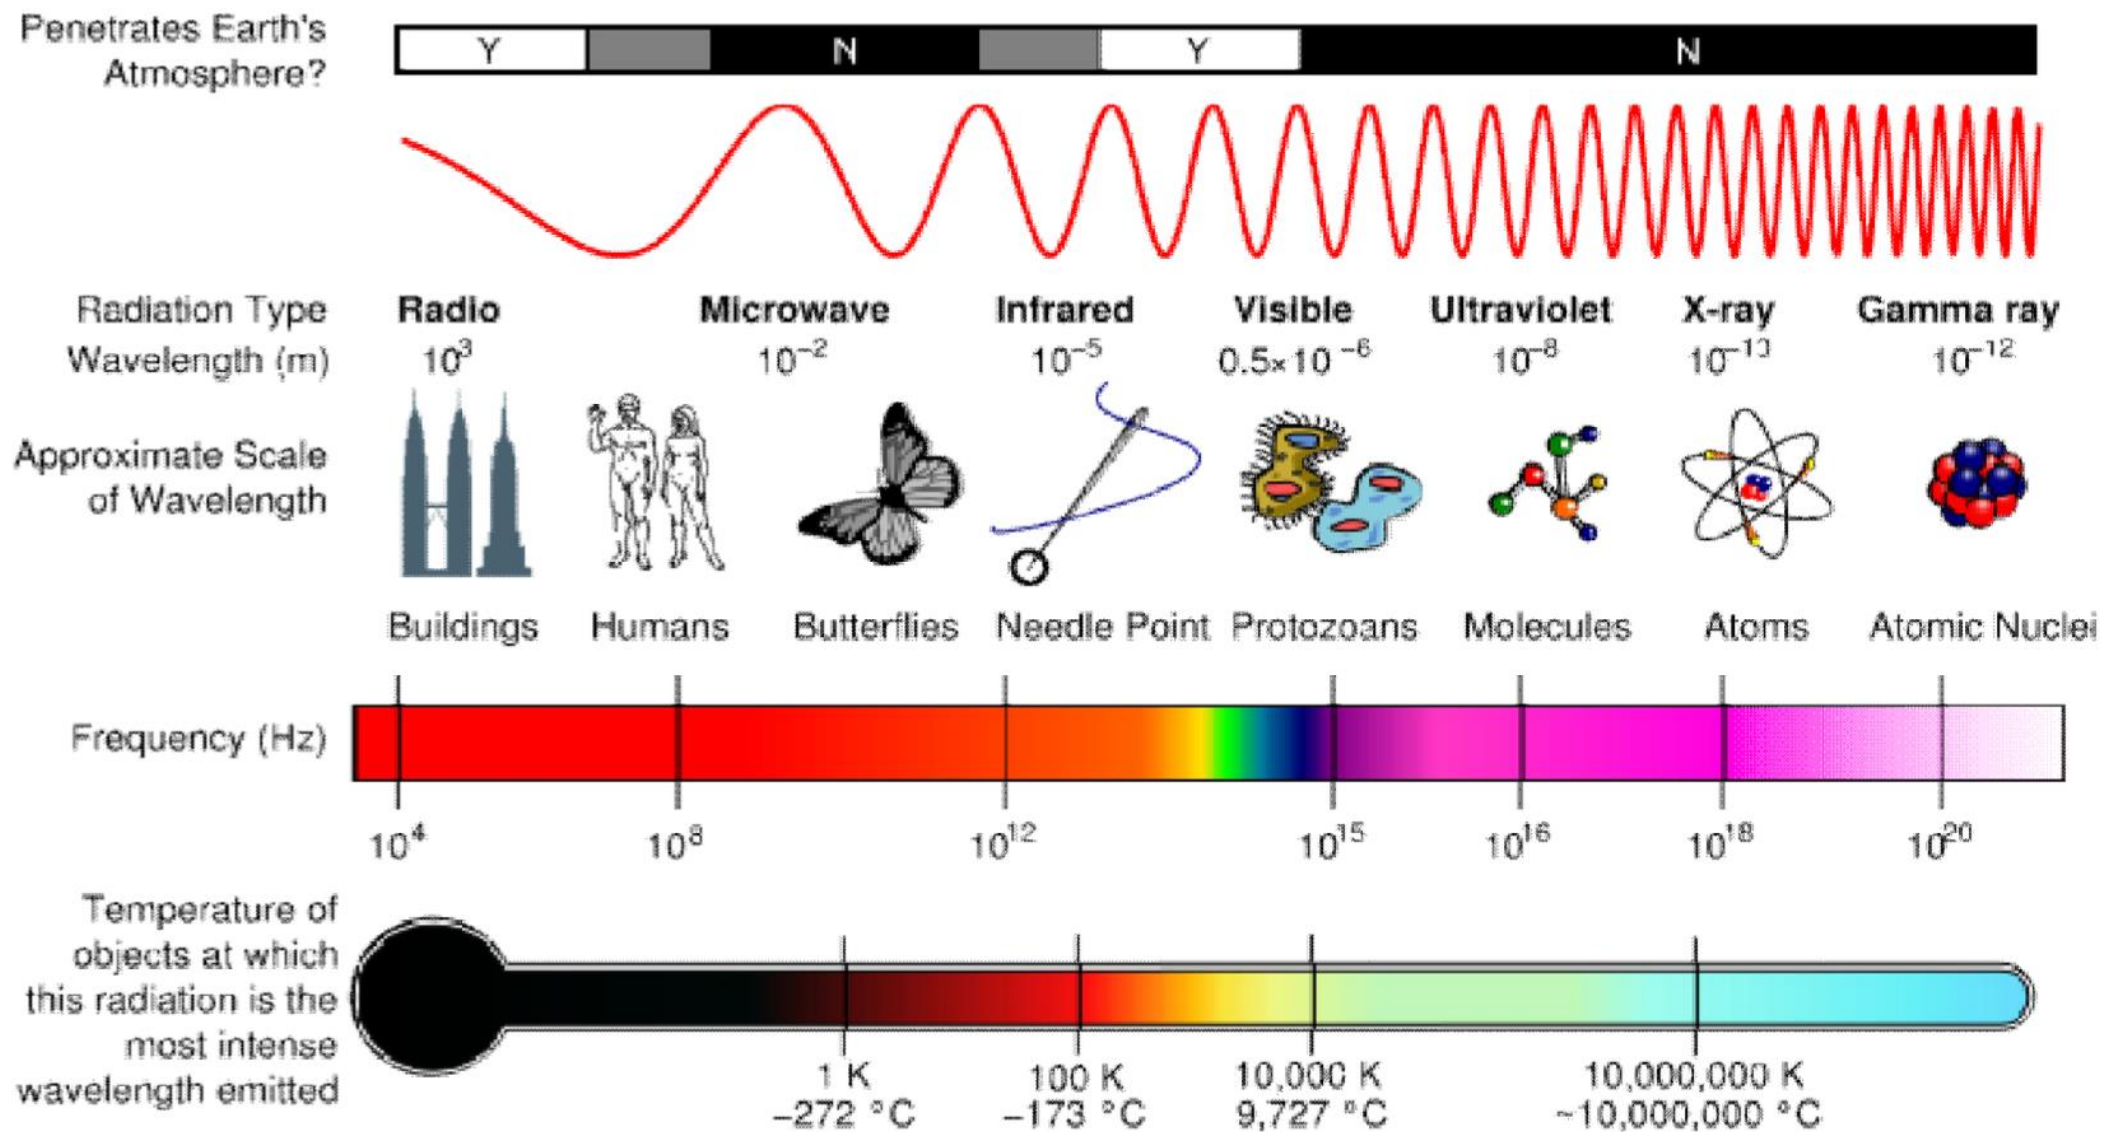 Penetrates Earth's
Atmosphere?
Y N Y N
Radiation Type Radio Microwave Infrared Visible Ultraviolet X-ray Gamma ray
Wavelength (m) 10³ 10⁻² 10⁻⁵ 0.5×10⁻⁶ 10⁻⁸ 10⁻¹³ 10⁻¹²
Approximate Scale
of Wavelength
Buildings Humans Butterflies Needle Point Protozoans Molecules Atoms Atomic Nuclei
Frequency (Hz)
10⁴ 10⁸ 10¹² 10¹⁵ 10¹⁶ 10¹⁸ 10²⁰
Temperature of
objects at which
this radiation is the
most intense
wavelength emitted
1 K 100 K 10,000 K 10,000,000 K
−272 °C −173 °C 9,727 °C ~10,000,000 °C